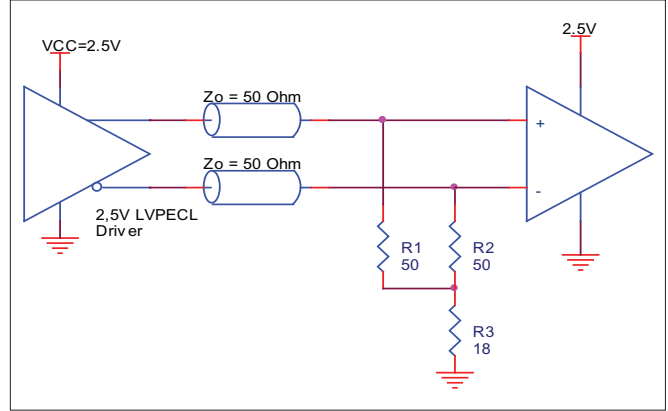 VCC=2.5V
2.5V
Zo = 50 Ohm
+
Zo = 50 Ohm
-
2,5V LVPECL
Driver
R1
50
R2
50
R3
18